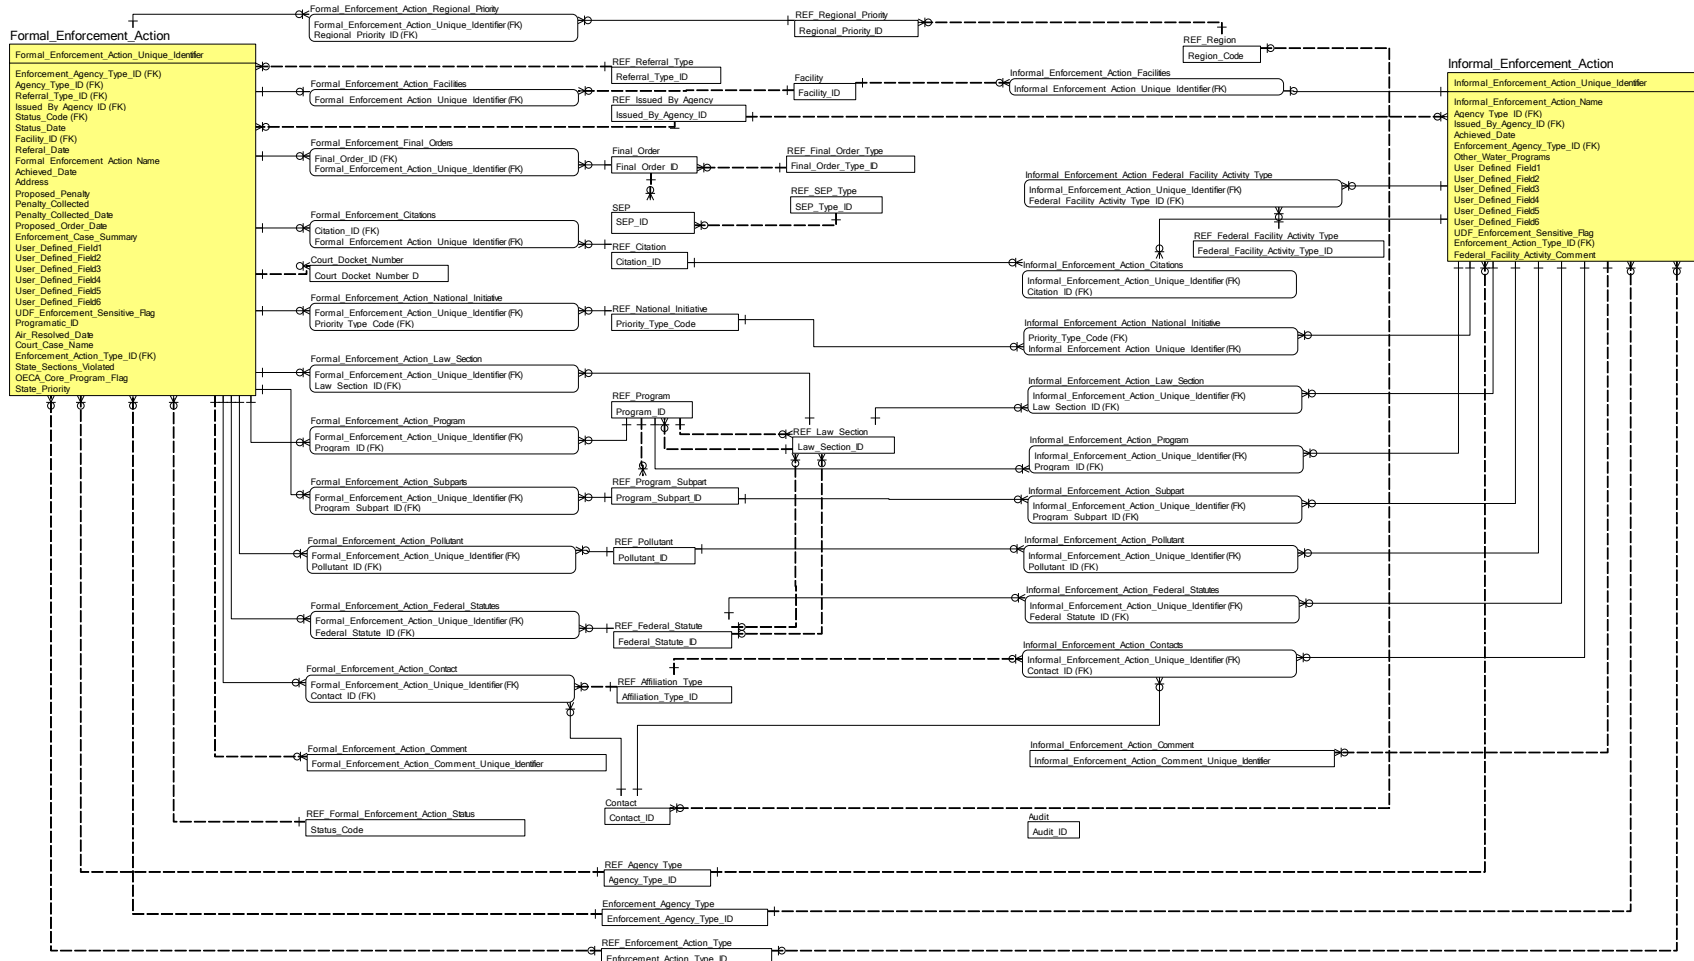 Formal_Enforcement_Action
Formal_Enforcement_Action_Unique_Identifier
Enforcement_Agency_Type_ID (FK)
Agency_Type_ID (FK)
Referral_Type_ID (FK)
Issued_By_Agency_ID (FK)
Status_Code (FK)
Status_Date
Facility_ID (FK)
Referal_Date
Formal_Enforcement_Action_Name
Achieved_Date
Address
Proposed_Penalty
Penalty_Collected
Penalty_Collected_Date
Proposed_Order_Date
Enforcement_Case_Summary
User_Defined_Field1
User_Defined_Field2
User_Defined_Field3
User_Defined_Field4
User_Defined_Field5
User_Defined_Field6
UDF_Enforcement_Sensitive_Flag
Programatic_ID
Air_Resolved_Date
Court_Case_Name
Enforcement_Action_Type_ID (FK)
State_Sections_Violated
OECA_Core_Program_Flag
State_Priority
Formal_Enforcement_Action_Regional_Priority
Formal_Enforcement_Action_Unique_Identifier (FK)
Regional_Priority_ID (FK)
Formal_Enforcement_Action_Facilities
Formal_Enforcement_Action_Unique_Identifier (FK)
Formal_Enforcement_Action_Final_Orders
Final_Order_ID (FK)
Formal_Enforcement_Action_Unique_Identifier (FK)
Formal_Enforcement_Citations
Citation_ID (FK)
Formal_Enforcement_Action_Unique_Identifier (FK)
Court_Docket_Number
Court_Docket_Number_D
Formal_Enforcement_Action_National_Initiative
Formal_Enforcement_Action_Unique_Identifier (FK)
Priority_Type_Code (FK)
Formal_Enforcement_Action_Law_Section
Formal_Enforcement_Action_Unique_Identifier (FK)
Law_Section_ID (FK)
Formal_Enforcement_Action_Program
Formal_Enforcement_Action_Unique_Identifier (FK)
Program_ID (FK)
Formal_Enforcement_Action_Subparts
Formal_Enforcement_Action_Unique_Identifier (FK)
Program_Subpart_ID (FK)
Formal_Enforcement_Action_Pollutant
Formal_Enforcement_Action_Unique_Identifier (FK)
Pollutant_ID (FK)
Formal_Enforcement_Action_Federal_Statutes
Formal_Enforcement_Action_Unique_Identifier (FK)
Federal_Statute_ID (FK)
Formal_Enforcement_Action_Contact
Formal_Enforcement_Action_Unique_Identifier (FK)
Contact_ID (FK)
Formal_Enforcement_Action_Comment
Formal_Enforcement_Action_Comment_Unique_Identifier
REF_Formal_Enforcement_Action_Status
Status_Code
REF_Referral_Type
Referral_Type_ID
REF_Issued_By_Agency
Issued_By_Agency_ID
Final_Order
Final_Order_ID
SEP
SEP_ID
REF_Citation
Citation_ID
REF_National_Initiative
Priority_Type_Code
REF_Program
Program_ID
REF_Program_Subpart
Program_Subpart_ID
REF_Pollutant
Pollutant_ID
REF_Federal_Statute
Federal_Statute_ID
REF_Affiliation_Type
Affiliation_Type_ID
Contact
Contact_ID
REF_Agency_Type
Agency_Type_ID
Enforcement_Agency_Type
Enforcement_Agency_Type_ID
REF_Enforcement_Action_Type
Enforcement_Action_Type_ID
REF_Regional_Priority
Regional_Priority_ID
Facility
Facility_ID
REF_Final_Order_Type
Final_Order_Type_ID
REF_SEP_Type
SEP_Type_ID
REF_Law_Section
Law_Section_ID
REF_Region
Region_Code
Informal_Enforcement_Action_Facilities
Informal_Enforcement_Action_Unique_Identifier (FK)
Informal_Enforcement_Action_Federal_Facility_Activity_Type
Informal_Enforcement_Action_Unique_Identifier (FK)
Federal_Facility_Activity_Type_ID (FK)
REF_Federal_Facility_Activity_Type
Federal_Facility_Activity_Type_ID
Informal_Enforcement_Action_Citations
Informal_Enforcement_Action_Unique_Identifier (FK)
Citation_ID (FK)
Informal_Enforcement_Action_National_Initiative
Priority_Type_Code (FK)
Informal_Enforcement_Action_Unique_Identifier (FK)
Informal_Enforcement_Action_Law_Section
Informal_Enforcement_Action_Unique_Identifier (FK)
Law_Section_ID (FK)
Informal_Enforcement_Action_Program
Informal_Enforcement_Action_Unique_Identifier (FK)
Program_ID (FK)
Informal_Enforcement_Action_Subpart
Informal_Enforcement_Action_Unique_Identifier (FK)
Program_Subpart_ID (FK)
Informal_Enforcement_Action_Pollutant
Informal_Enforcement_Action_Unique_Identifier (FK)
Pollutant_ID (FK)
Informal_Enforcement_Action_Federal_Statutes
Informal_Enforcement_Action_Unique_Identifier (FK)
Federal_Statute_ID (FK)
Informal_Enforcement_Action_Contacts
Informal_Enforcement_Action_Unique_Identifier (FK)
Contact_ID (FK)
Informal_Enforcement_Action_Comment
Informal_Enforcement_Action_Comment_Unique_Identifier
Audit
Audit_ID
Informal_Enforcement_Action
Informal_Enforcement_Action_Unique_Identifier
Informal_Enforcement_Action_Name
Agency_Type_ID (FK)
Issued_By_Agency_ID (FK)
Achieved_Date
Enforcement_Agency_Type_ID (FK)
Other_Water_Programs
User_Defined_Field1
User_Defined_Field2
User_Defined_Field3
User_Defined_Field4
User_Defined_Field5
User_Defined_Field6
UDF_Enforcement_Sensitive_Flag
Enforcement_Action_Type_ID (FK)
Federal_Facility_Activity_Comment